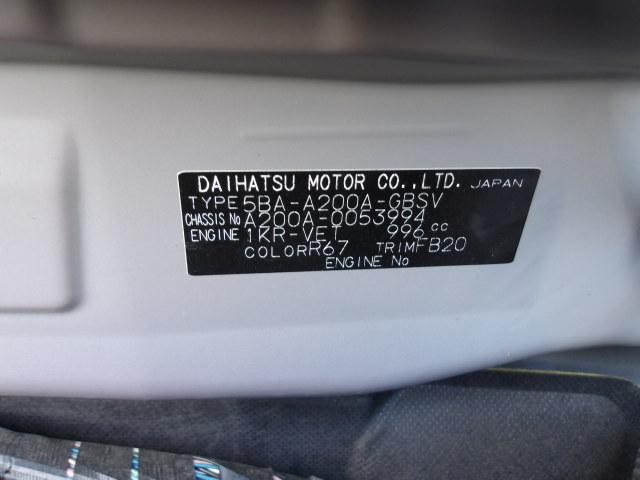 DAIHATSU MOTOR CO.,LTD. JAPAN
TYPE 5BA-A200A-GBSV
CHASSIS No A200A-0053994
ENGINE 1KR-VET 996 cc
COLOR R67 TRIM FB20
ENGINE No